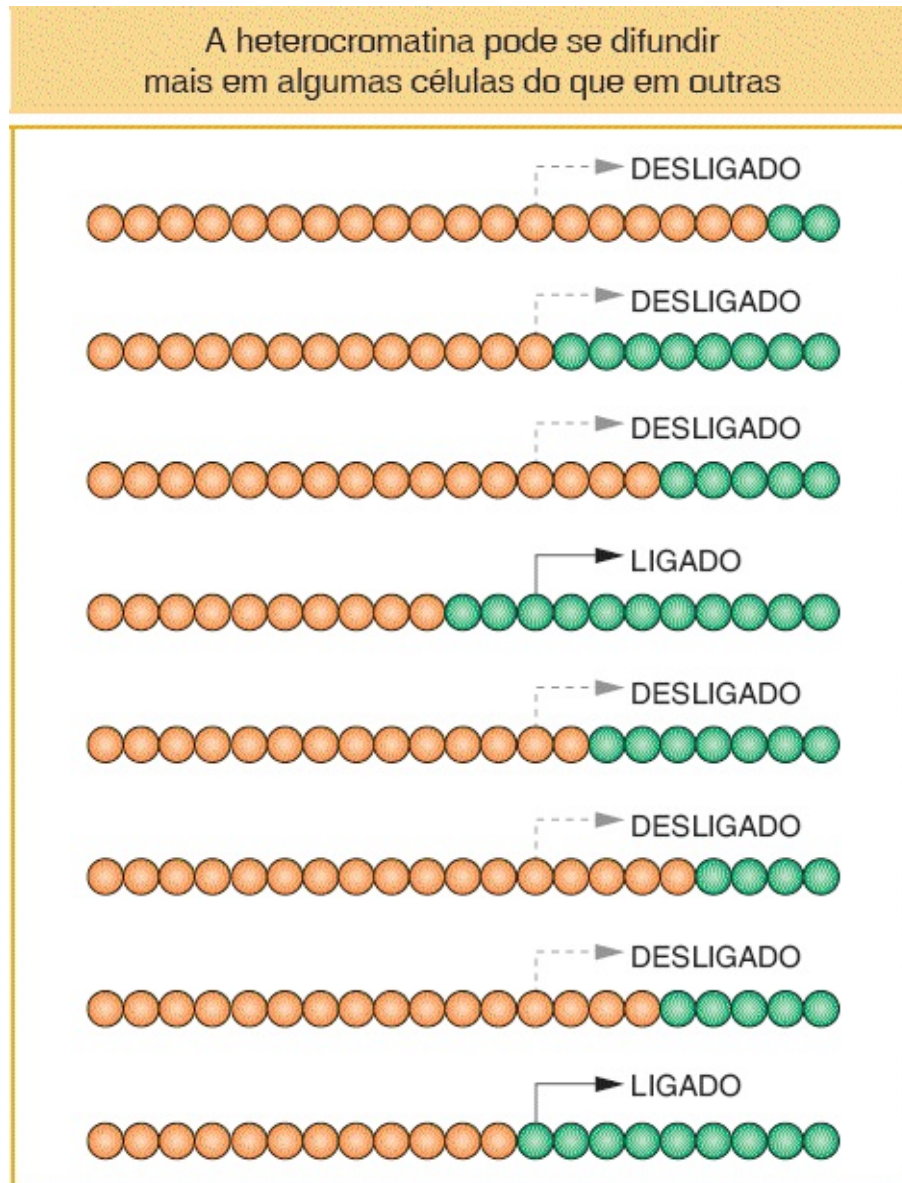 A heterocromatina pode se difundir
mais em algumas células do que em outras
DESLIGADO
DESLIGADO
DESLIGADO
LIGADO
DESLIGADO
DESLIGADO
DESLIGADO
LIGADO